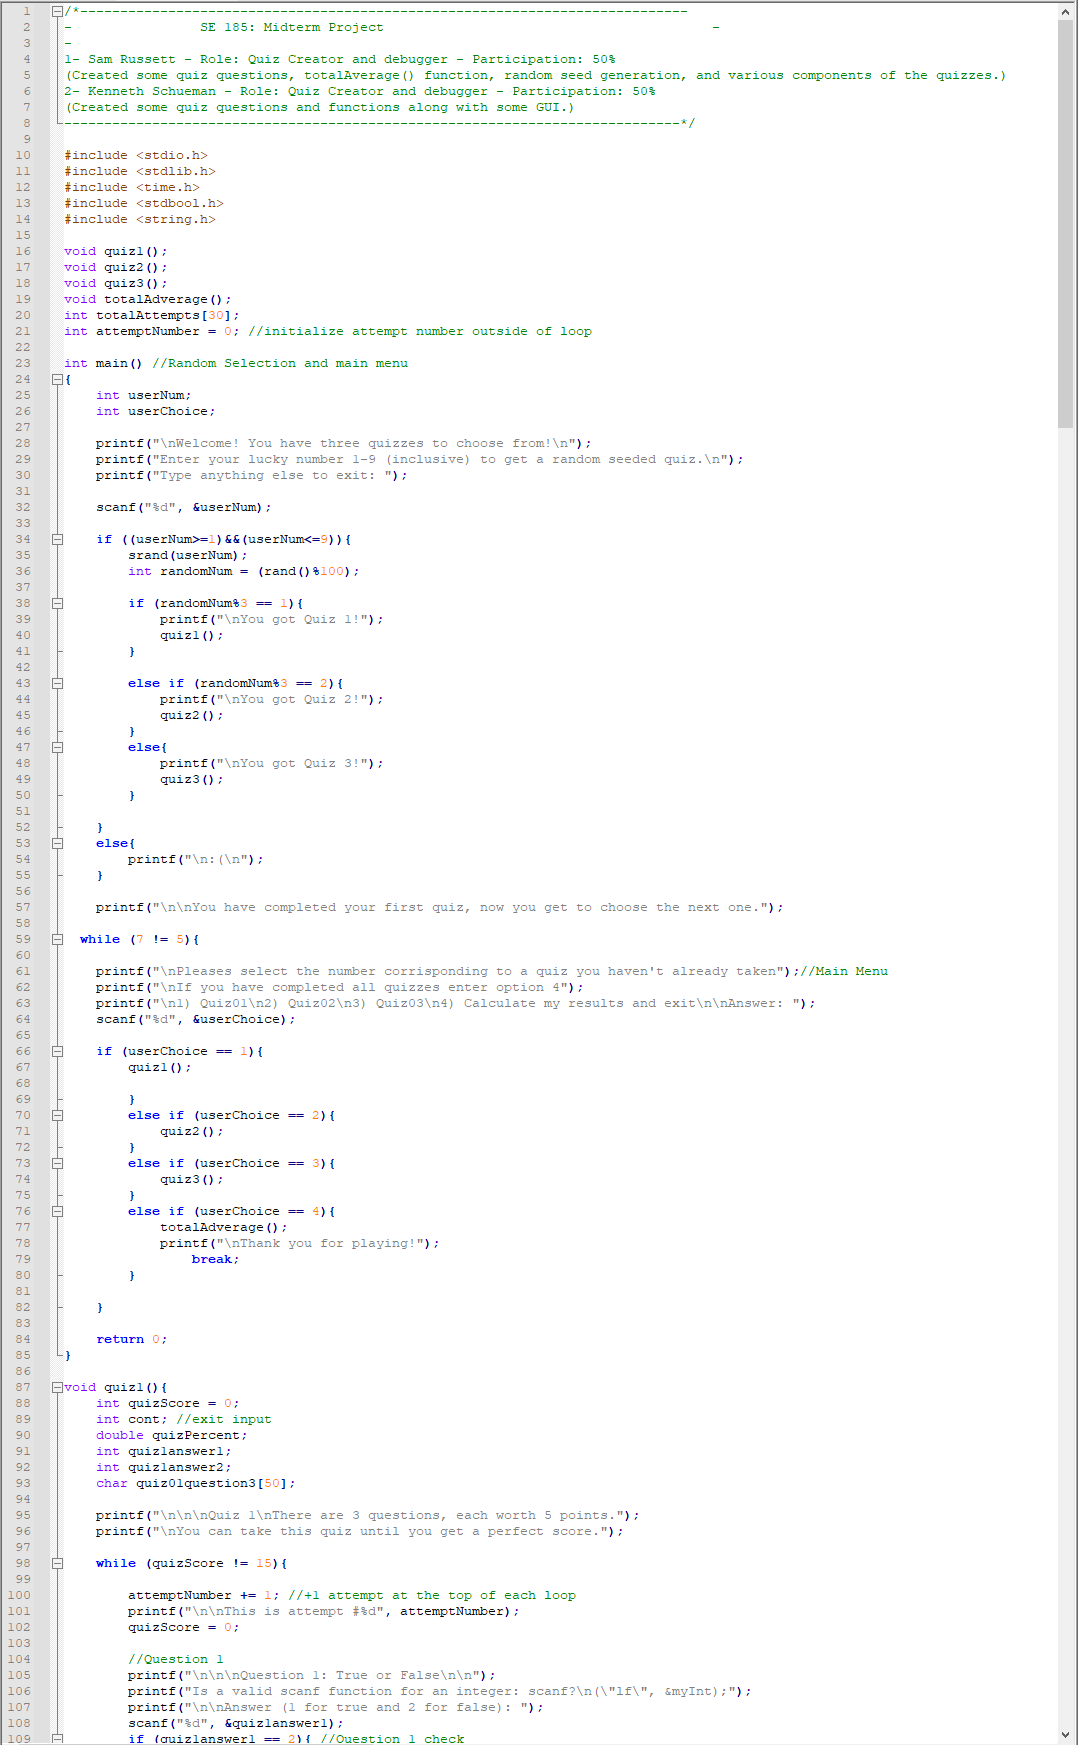 1 /*----------------------------------------------------------------------------
2 - SE 185: Midterm Project -
3 -
4 1- Sam Russett - Role: Quiz Creator and debugger - Participation: 50%
5 (Created some quiz questions, totalAverage() function, random seed generation, and various components of the quizzes.)
6 2- Kenneth Schueman - Role: Quiz Creator and debugger - Participation: 50%
7 (Created some quiz questions and functions along with some GUI.)
8 -----------------------------------------------------------------------------*/
9
10 #include <stdio.h>
11 #include <stdlib.h>
12 #include <time.h>
13 #include <stdbool.h>
14 #include <string.h>
15
16 void quiz1();
17 void quiz2();
18 void quiz3();
19 void totalAdverage();
20 int totalAttempts[30];
21 int attemptNumber = 0; //initialize attempt number outside of loop
22
23 int main() //Random Selection and main menu
24 {
25 int userNum;
26 int userChoice;
27
28 printf("\nWelcome! You have three quizzes to choose from!\n");
29 printf("Enter your lucky number 1-9 (inclusive) to get a random seeded quiz.\n");
30 printf("Type anything else to exit: ");
31
32 scanf("%d", &userNum);
33
34 if ((userNum>=1)&&(userNum<=9)){
35 srand(userNum);
36 int randomNum = (rand()%100);
37
38 if (randomNum%3 == 1){
39 printf("\nYou got Quiz 1!");
40 quiz1();
41 }
42
43 else if (randomNum%3 == 2){
44 printf("\nYou got Quiz 2!");
45 quiz2();
46 }
47 else{
48 printf("\nYou got Quiz 3!");
49 quiz3();
50 }
51
52 }
53 else{
54 printf("\n:(\n");
55 }
56
57 printf("\n\nYou have completed your first quiz, now you get to choose the next one.");
58
59 while (7 != 5){
60
61 printf("\nPleases select the number corrisponding to a quiz you haven't already taken");//Main Menu
62 printf("\nIf you have completed all quizzes enter option 4");
63 printf("\n1) Quiz01\n2) Quiz02\n3) Quiz03\n4) Calculate my results and exit\n\nAnswer: ");
64 scanf("%d", &userChoice);
65
66 if (userChoice == 1){
67 quiz1();
68
69 }
70 else if (userChoice == 2){
71 quiz2();
72 }
73 else if (userChoice == 3){
74 quiz3();
75 }
76 else if (userChoice == 4){
77 totalAdverage();
78 printf("\nThank you for playing!");
79 break;
80 }
81
82 }
83
84 return 0;
85 }
86
87 void quiz1(){
88 int quizScore = 0;
89 int cont; //exit input
90 double quizPercent;
91 int quiz1answer1;
92 int quiz1answer2;
93 char quiz01question3[50];
94
95 printf("\n\n\nQuiz 1\nThere are 3 questions, each worth 5 points.");
96 printf("\nYou can take this quiz until you get a perfect score.");
97
98 while (quizScore != 15){
99
100 attemptNumber += 1; //+1 attempt at the top of each loop
101 printf("\n\nThis is attempt #%d", attemptNumber);
102 quizScore = 0;
103
104 //Question 1
105 printf("\n\n\nQuestion 1: True or False\n\n");
106 printf("Is a valid scanf function for an integer: scanf?\n(\"lf\", &myInt);");
107 printf("\n\nAnswer (1 for true and 2 for false): ");
108 scanf("%d", &quiz1answer1);
109 if (quiz1answer1 == 2){ //Question 1 check